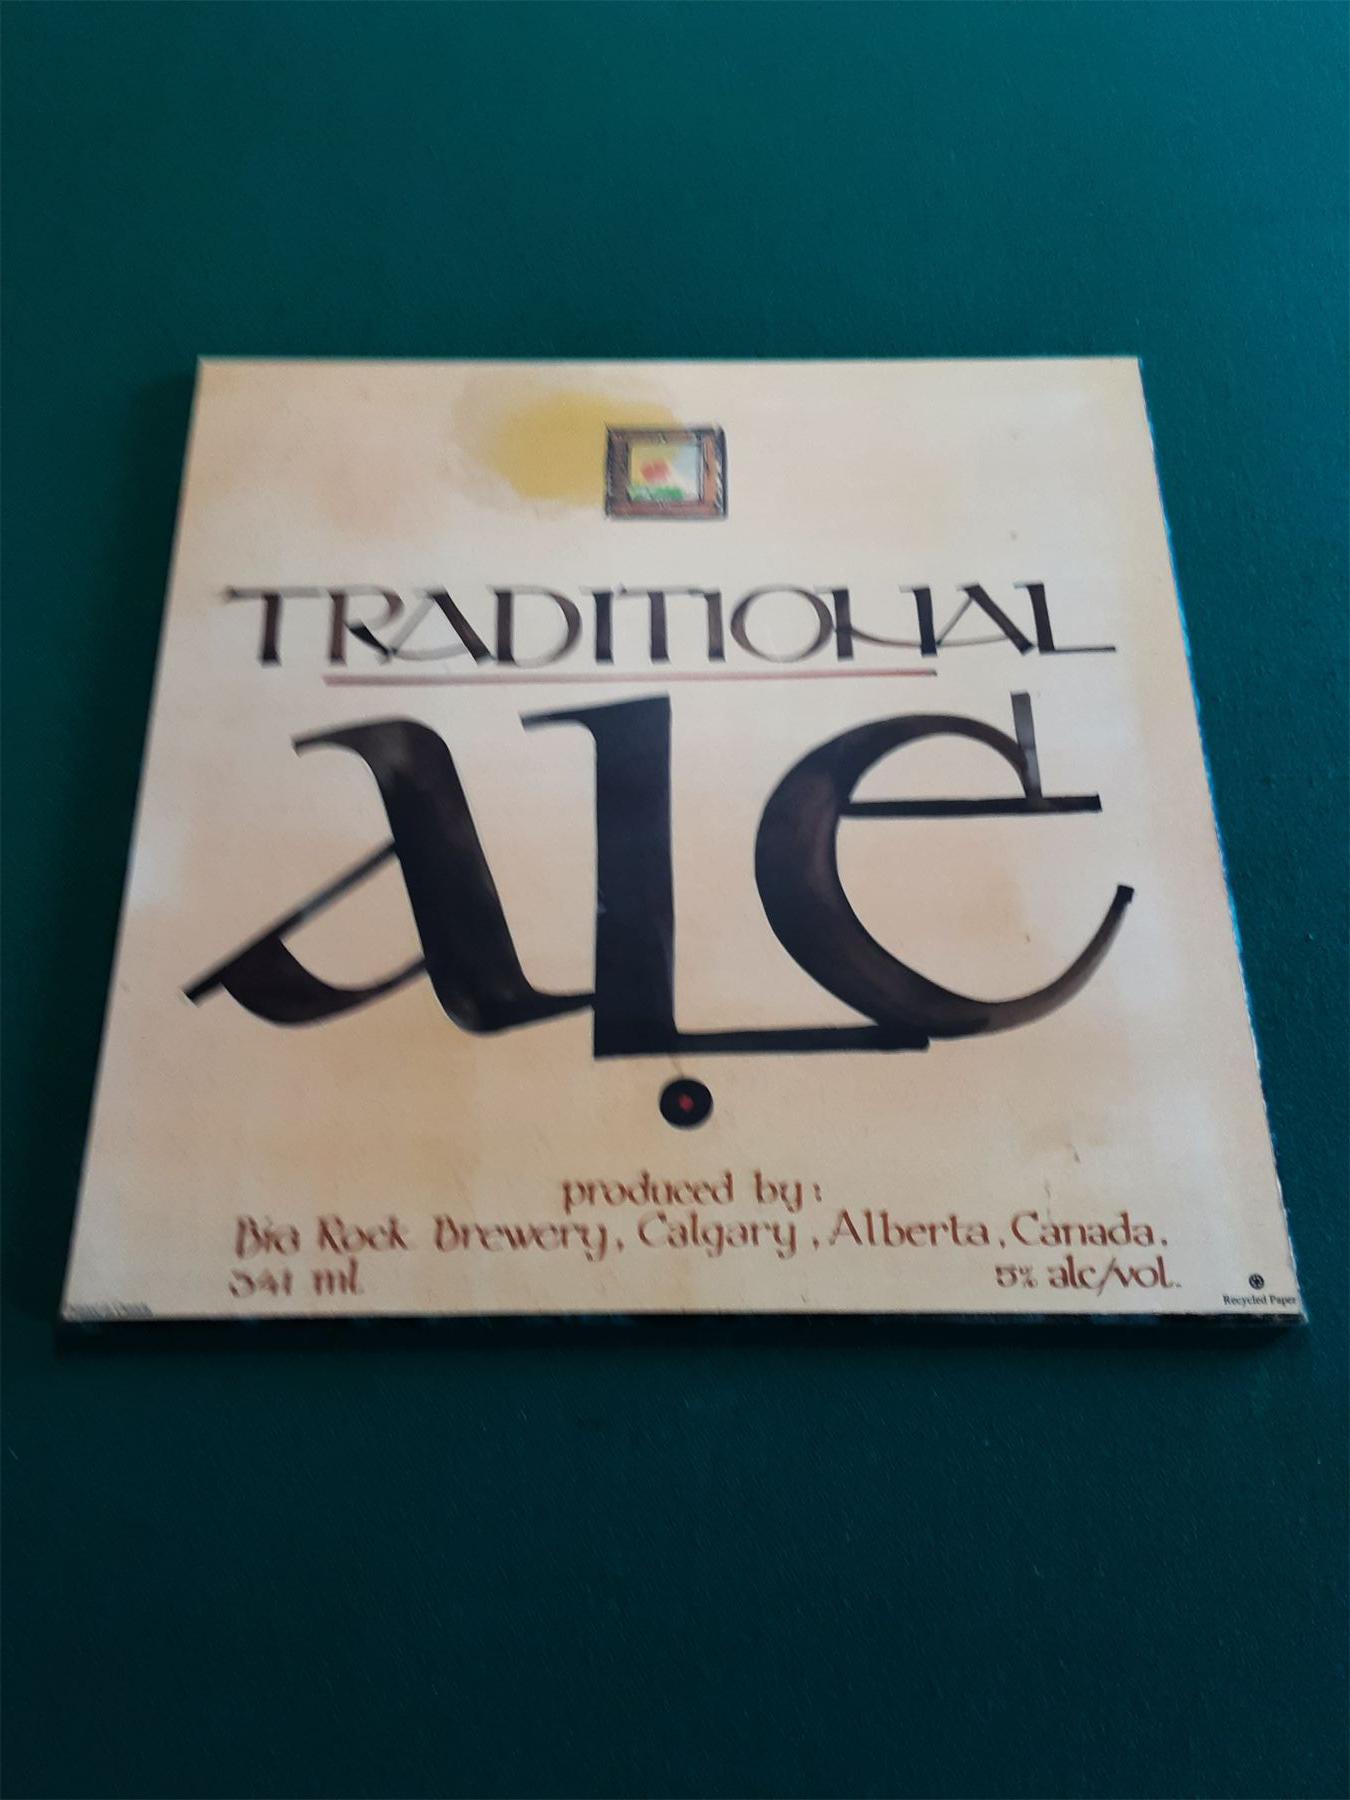 TRADITIONAL
ALE
produced by:
Big Rock Brewery, Calgary, Alberta, Canada.
341 ml
5% alc/vol.
Recycled Paper